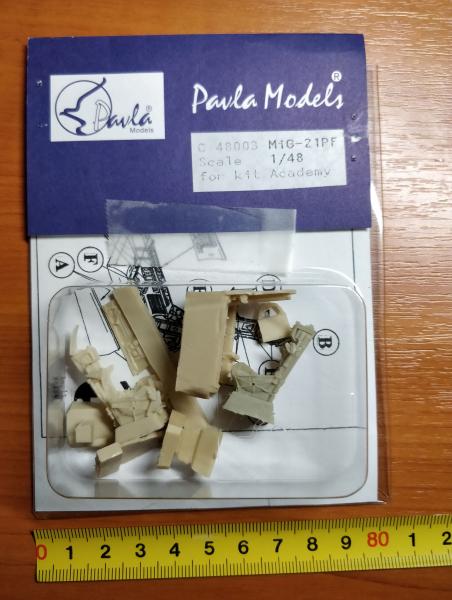 Pavla®
Models
Pavla Models®
C 48003 MiG-21PF
Scale 1/48
for kit Academy
F
A
E
D
B
0 1 2 3 4 5 6 7 8 9 80 1 2